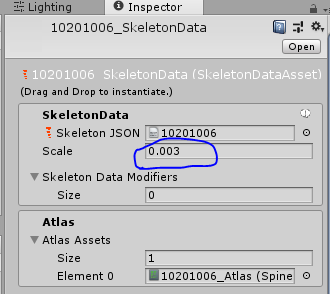 Lighting Inspector
10201006_SkeletonData
Open
10201006_SkeletonData (SkeletonDataAsset)
(Drag and Drop to instantiate.)
SkeletonData
Skeleton JSON 10201006
Scale 0.003
Skeleton Data Modifiers
Size 0
Atlas
Atlas Assets
Size 1
Element 0 10201006_Atlas (Spine